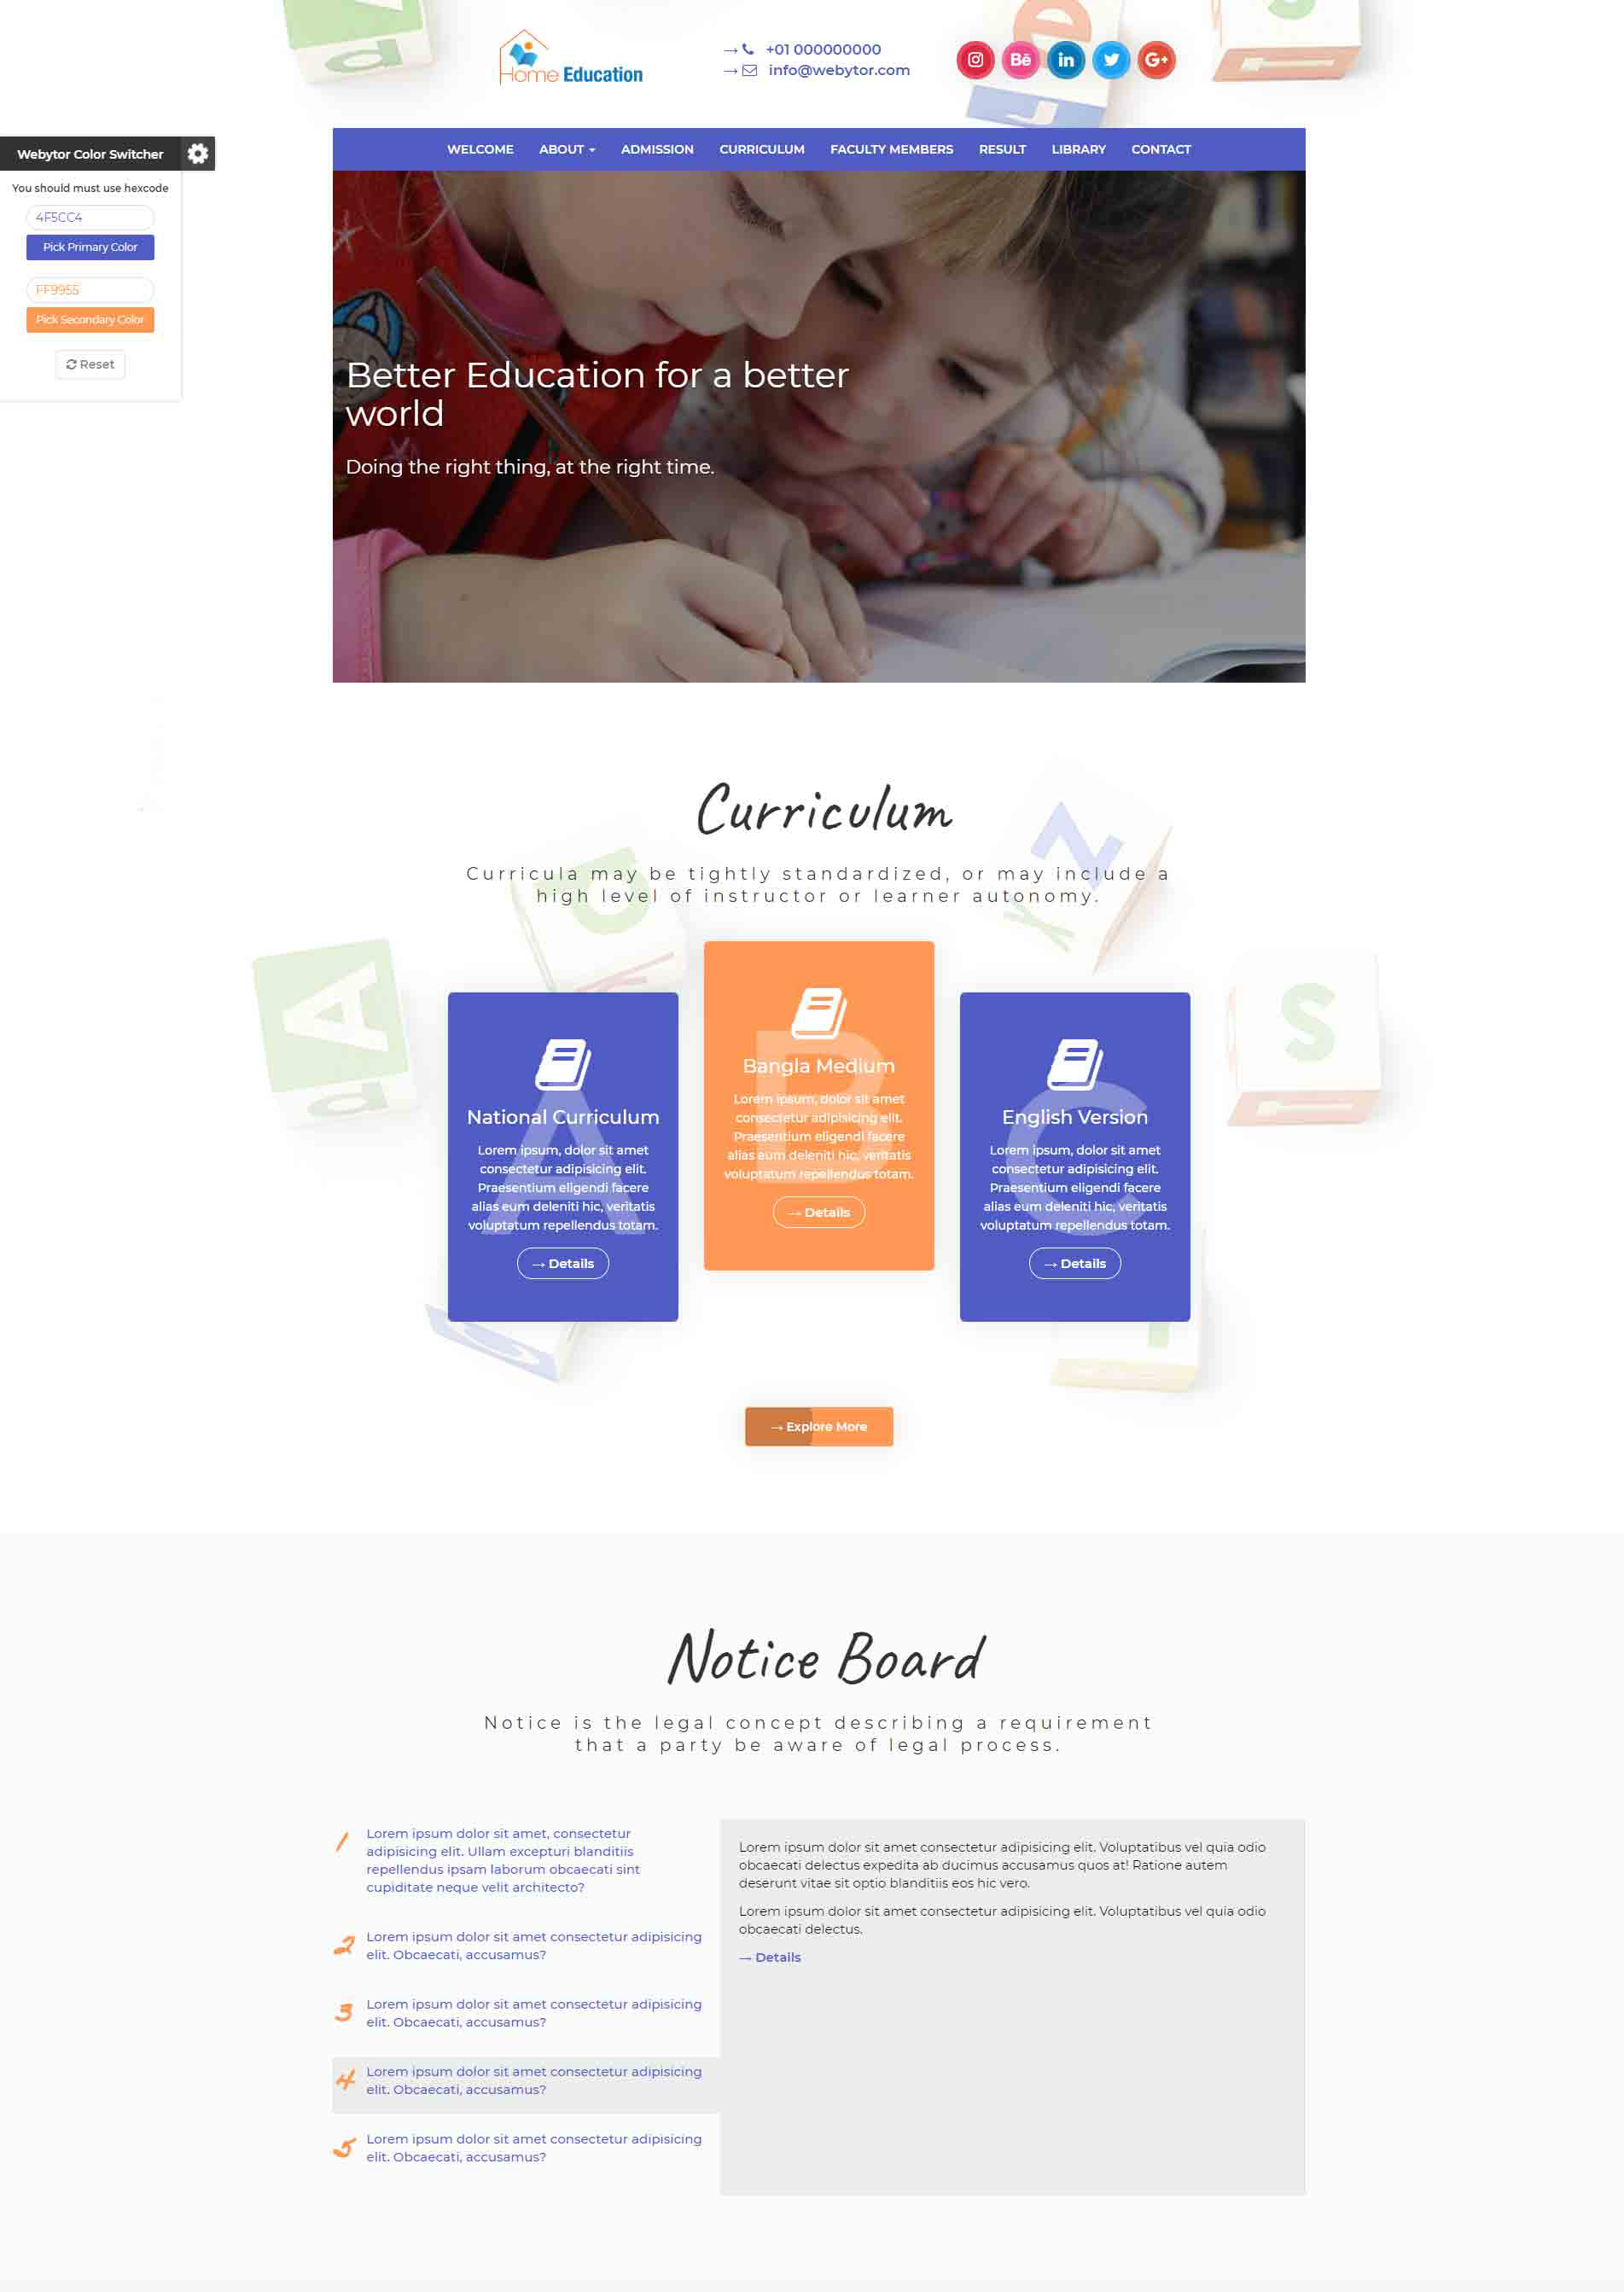 Home Education
→ +01 000000000
→ info@webytor.com
Bē
in
G+
Webytor Color Switcher
You should must use hexcode
4F5CC4
Pick Primary Color
FF9955
Pick Secondary Color
Reset
WELCOME ABOUT ADMISSION CURRICULUM FACULTY MEMBERS RESULT LIBRARY CONTACT
Better Education for a better
world
Doing the right thing, at the right time.
Curriculum
Curricula may be tightly standardized, or may include a
high level of instructor or learner autonomy.
A
National Curriculum
Lorem ipsum, dolor sit amet
consectetur adipisicing elit.
Praesentium eligendi facere
alias eum deleniti hic, veritatis
voluptatum repellendus totam.
→ Details
B
Bangla Medium
Lorem ipsum, dolor sit amet
consectetur adipisicing elit.
Praesentium eligendi facere
alias eum deleniti hic, veritatis
voluptatum repellendus totam.
→ Details
C
English Version
Lorem ipsum, dolor sit amet
consectetur adipisicing elit.
Praesentium eligendi facere
alias eum deleniti hic, veritatis
voluptatum repellendus totam.
→ Details
→ Explore More
Notice Board
Notice is the legal concept describing a requirement
that a party be aware of legal process.
1 Lorem ipsum dolor sit amet, consectetur
adipisicing elit. Ullam excepturi blanditiis
repellendus ipsam laborum obcaecati sint
cupiditate neque velit architecto?
2 Lorem ipsum dolor sit amet consectetur adipisicing
elit. Obcaecati, accusamus?
3 Lorem ipsum dolor sit amet consectetur adipisicing
elit. Obcaecati, accusamus?
4 Lorem ipsum dolor sit amet consectetur adipisicing
elit. Obcaecati, accusamus?
5 Lorem ipsum dolor sit amet consectetur adipisicing
elit. Obcaecati, accusamus?
Lorem ipsum dolor sit amet consectetur adipisicing elit. Voluptatibus vel quia odio
obcaecati delectus expedita ab ducimus accusamus quos at! Ratione autem
deserunt vitae sit optio blanditiis eos hic vero.
Lorem ipsum dolor sit amet consectetur adipisicing elit. Voluptatibus vel quia odio
obcaecati delectus.
→ Details